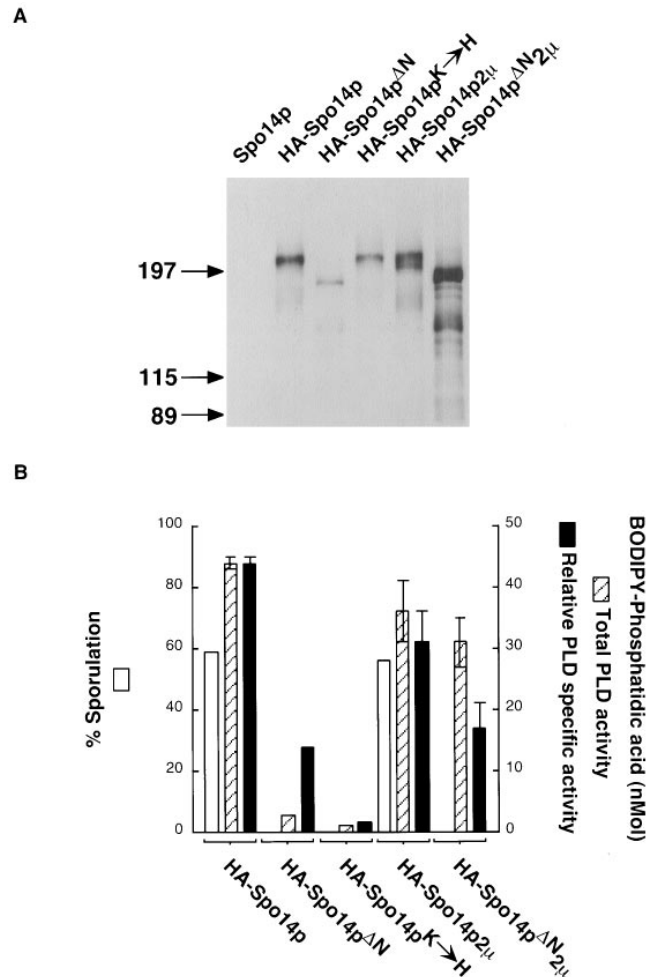 A
Spo14p
HA-Spo14p
HA-Spo14pΔN
HA-Spo14pK→H
HA-Spo14p2μ
HA-Spo14pΔN2μ
197
115
89
B
100
80
60
40
20
0
% Sporulation
50
40
30
20
10
0
Relative PLD specific activity
Total PLD activity
BODIPY-Phosphatidic acid (nMol)
HA-Spo14p
HA-Spo14pΔN
HA-Spo14pK→H
HA-Spo14p2μ
HA-Spo14pΔN2μ